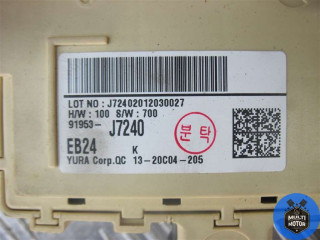 LOT NO : J72402012030027
H/W : 100 S/W : 700
91953- J7240
분탁
EB24 K
YURA Corp.QC 13-20C04-205
MULTI
MOTOR